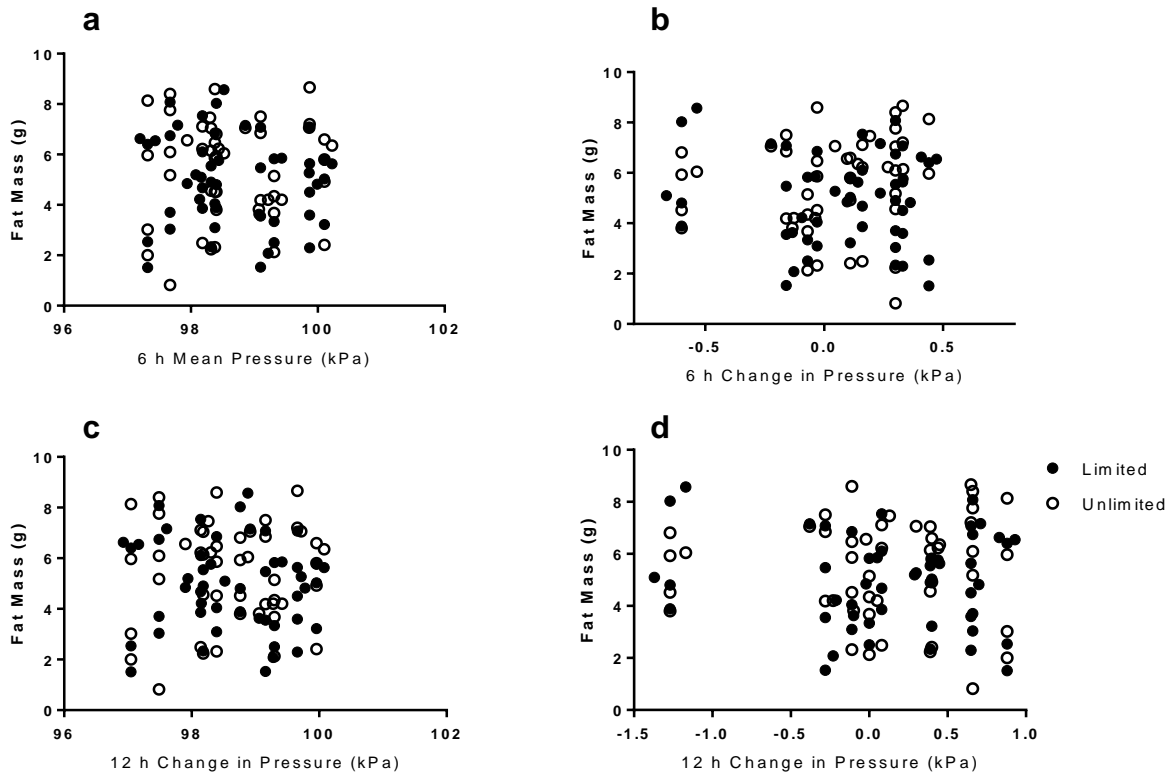 a
10
8
6
4
2
0
Fat Mass (g)
96 98 100 102
6 h Mean Pressure (kPa)
b
10
8
6
4
2
0
Fat Mass (g)
-0.5 0.0 0.5
6 h Change in Pressure (kPa)
c
10
8
6
4
2
0
Fat Mass (g)
96 98 100 102
12 h Change in Pressure (kPa)
d
10
8
6
4
2
0
Fat Mass (g)
-1.5 -1.0 -0.5 0.0 0.5 1.0
12 h Change in Pressure (kPa)
Limited
Unlimited